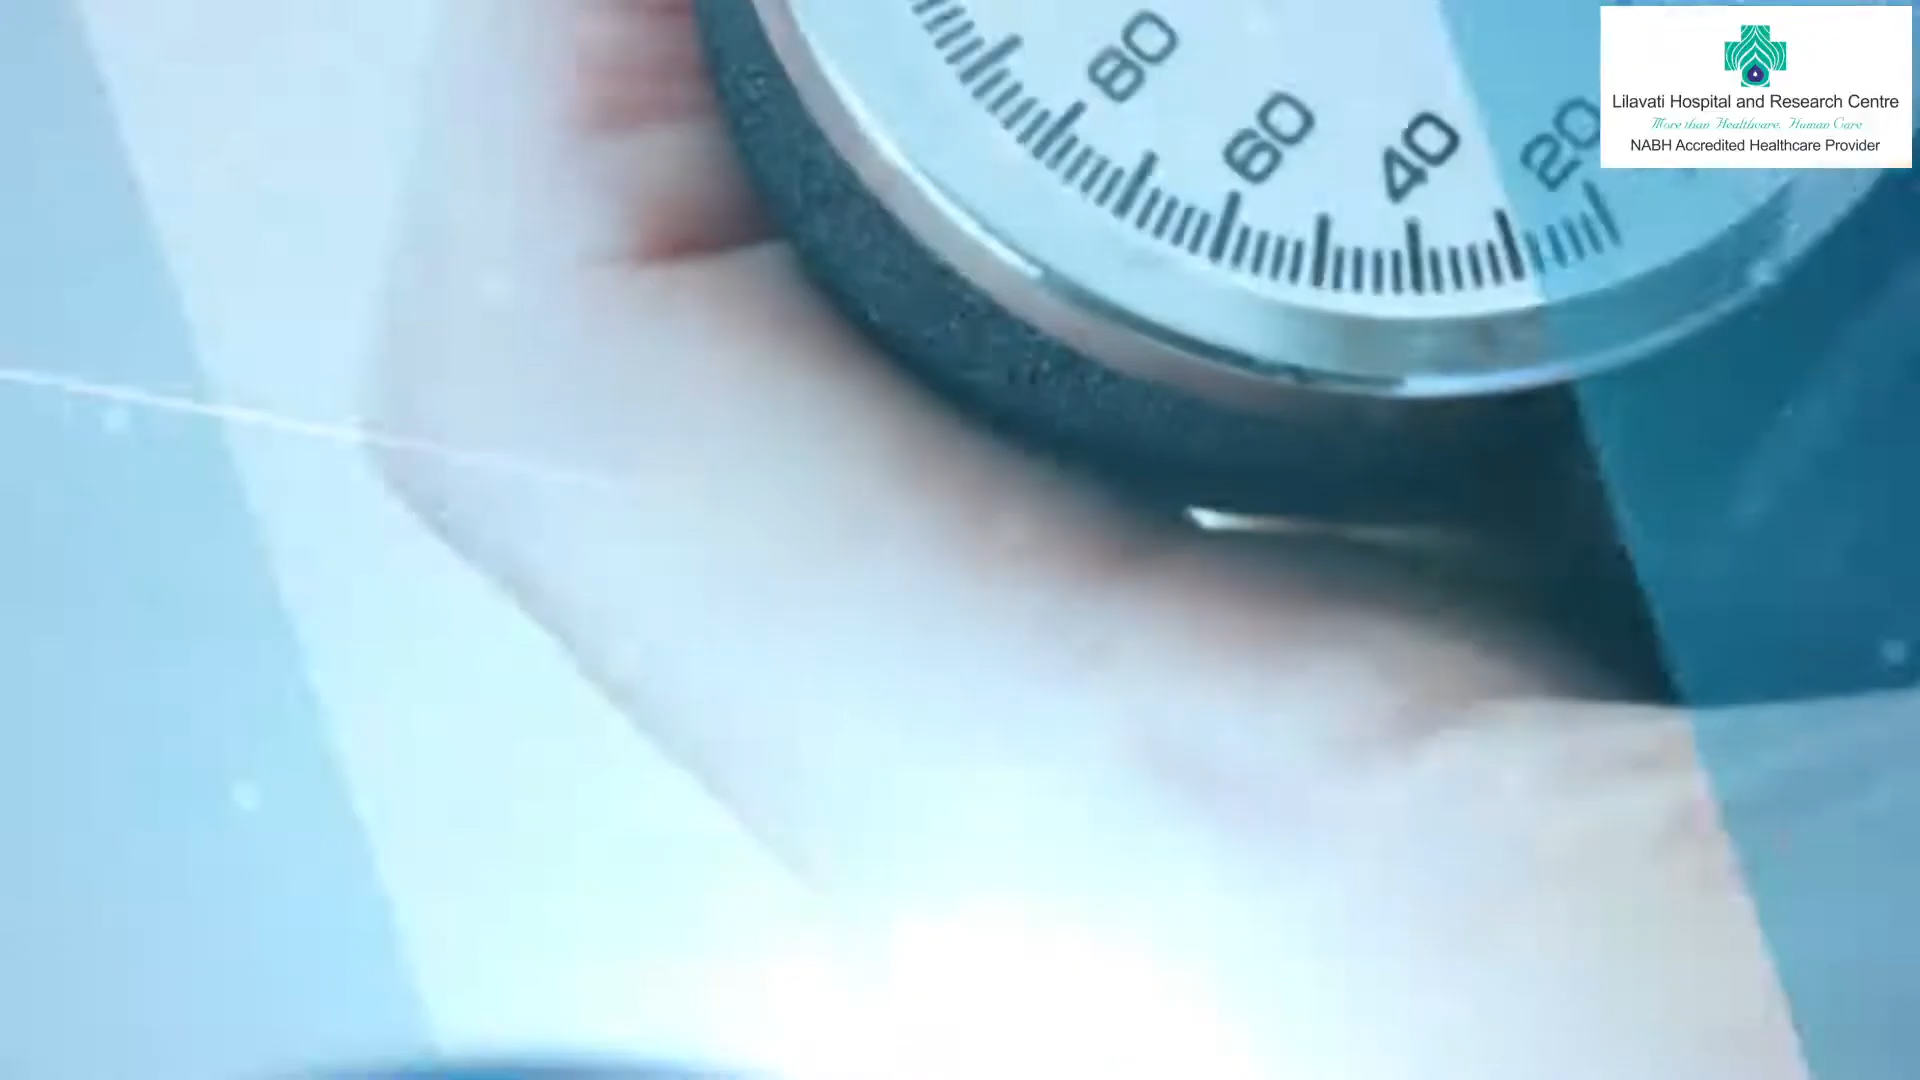 80
60
40
20
Lilavati Hospital and Research Centre
More than Healthcare, Human Care
NABH Accredited Healthcare Provider